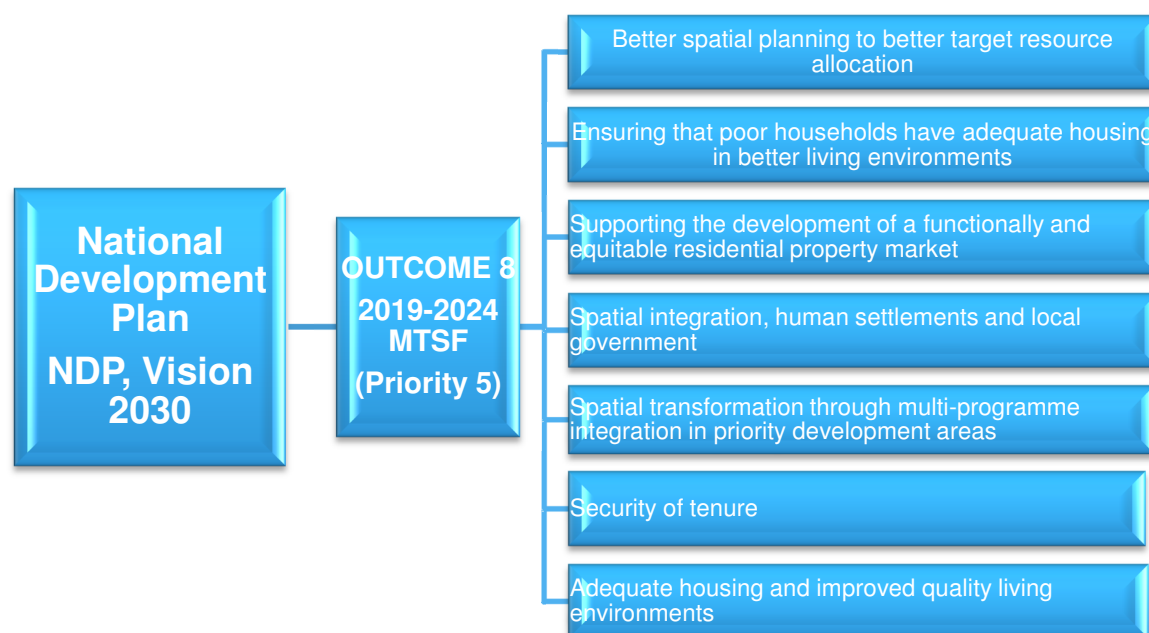 National
Development
Plan
NDP, Vision
2030
OUTCOME 8
2019-2024
MTSF
(Priority 5)
Better spatial planning to better target resource
allocation
Ensuring that poor households have adequate housing
in better living environments
Supporting the development of a functionally and
equitable residential property market
Spatial integration, human settlements and local
government
Spatial transformation through multi-programme
integration in priority development areas
Security of tenure
Adequate housing and improved quality living
environments